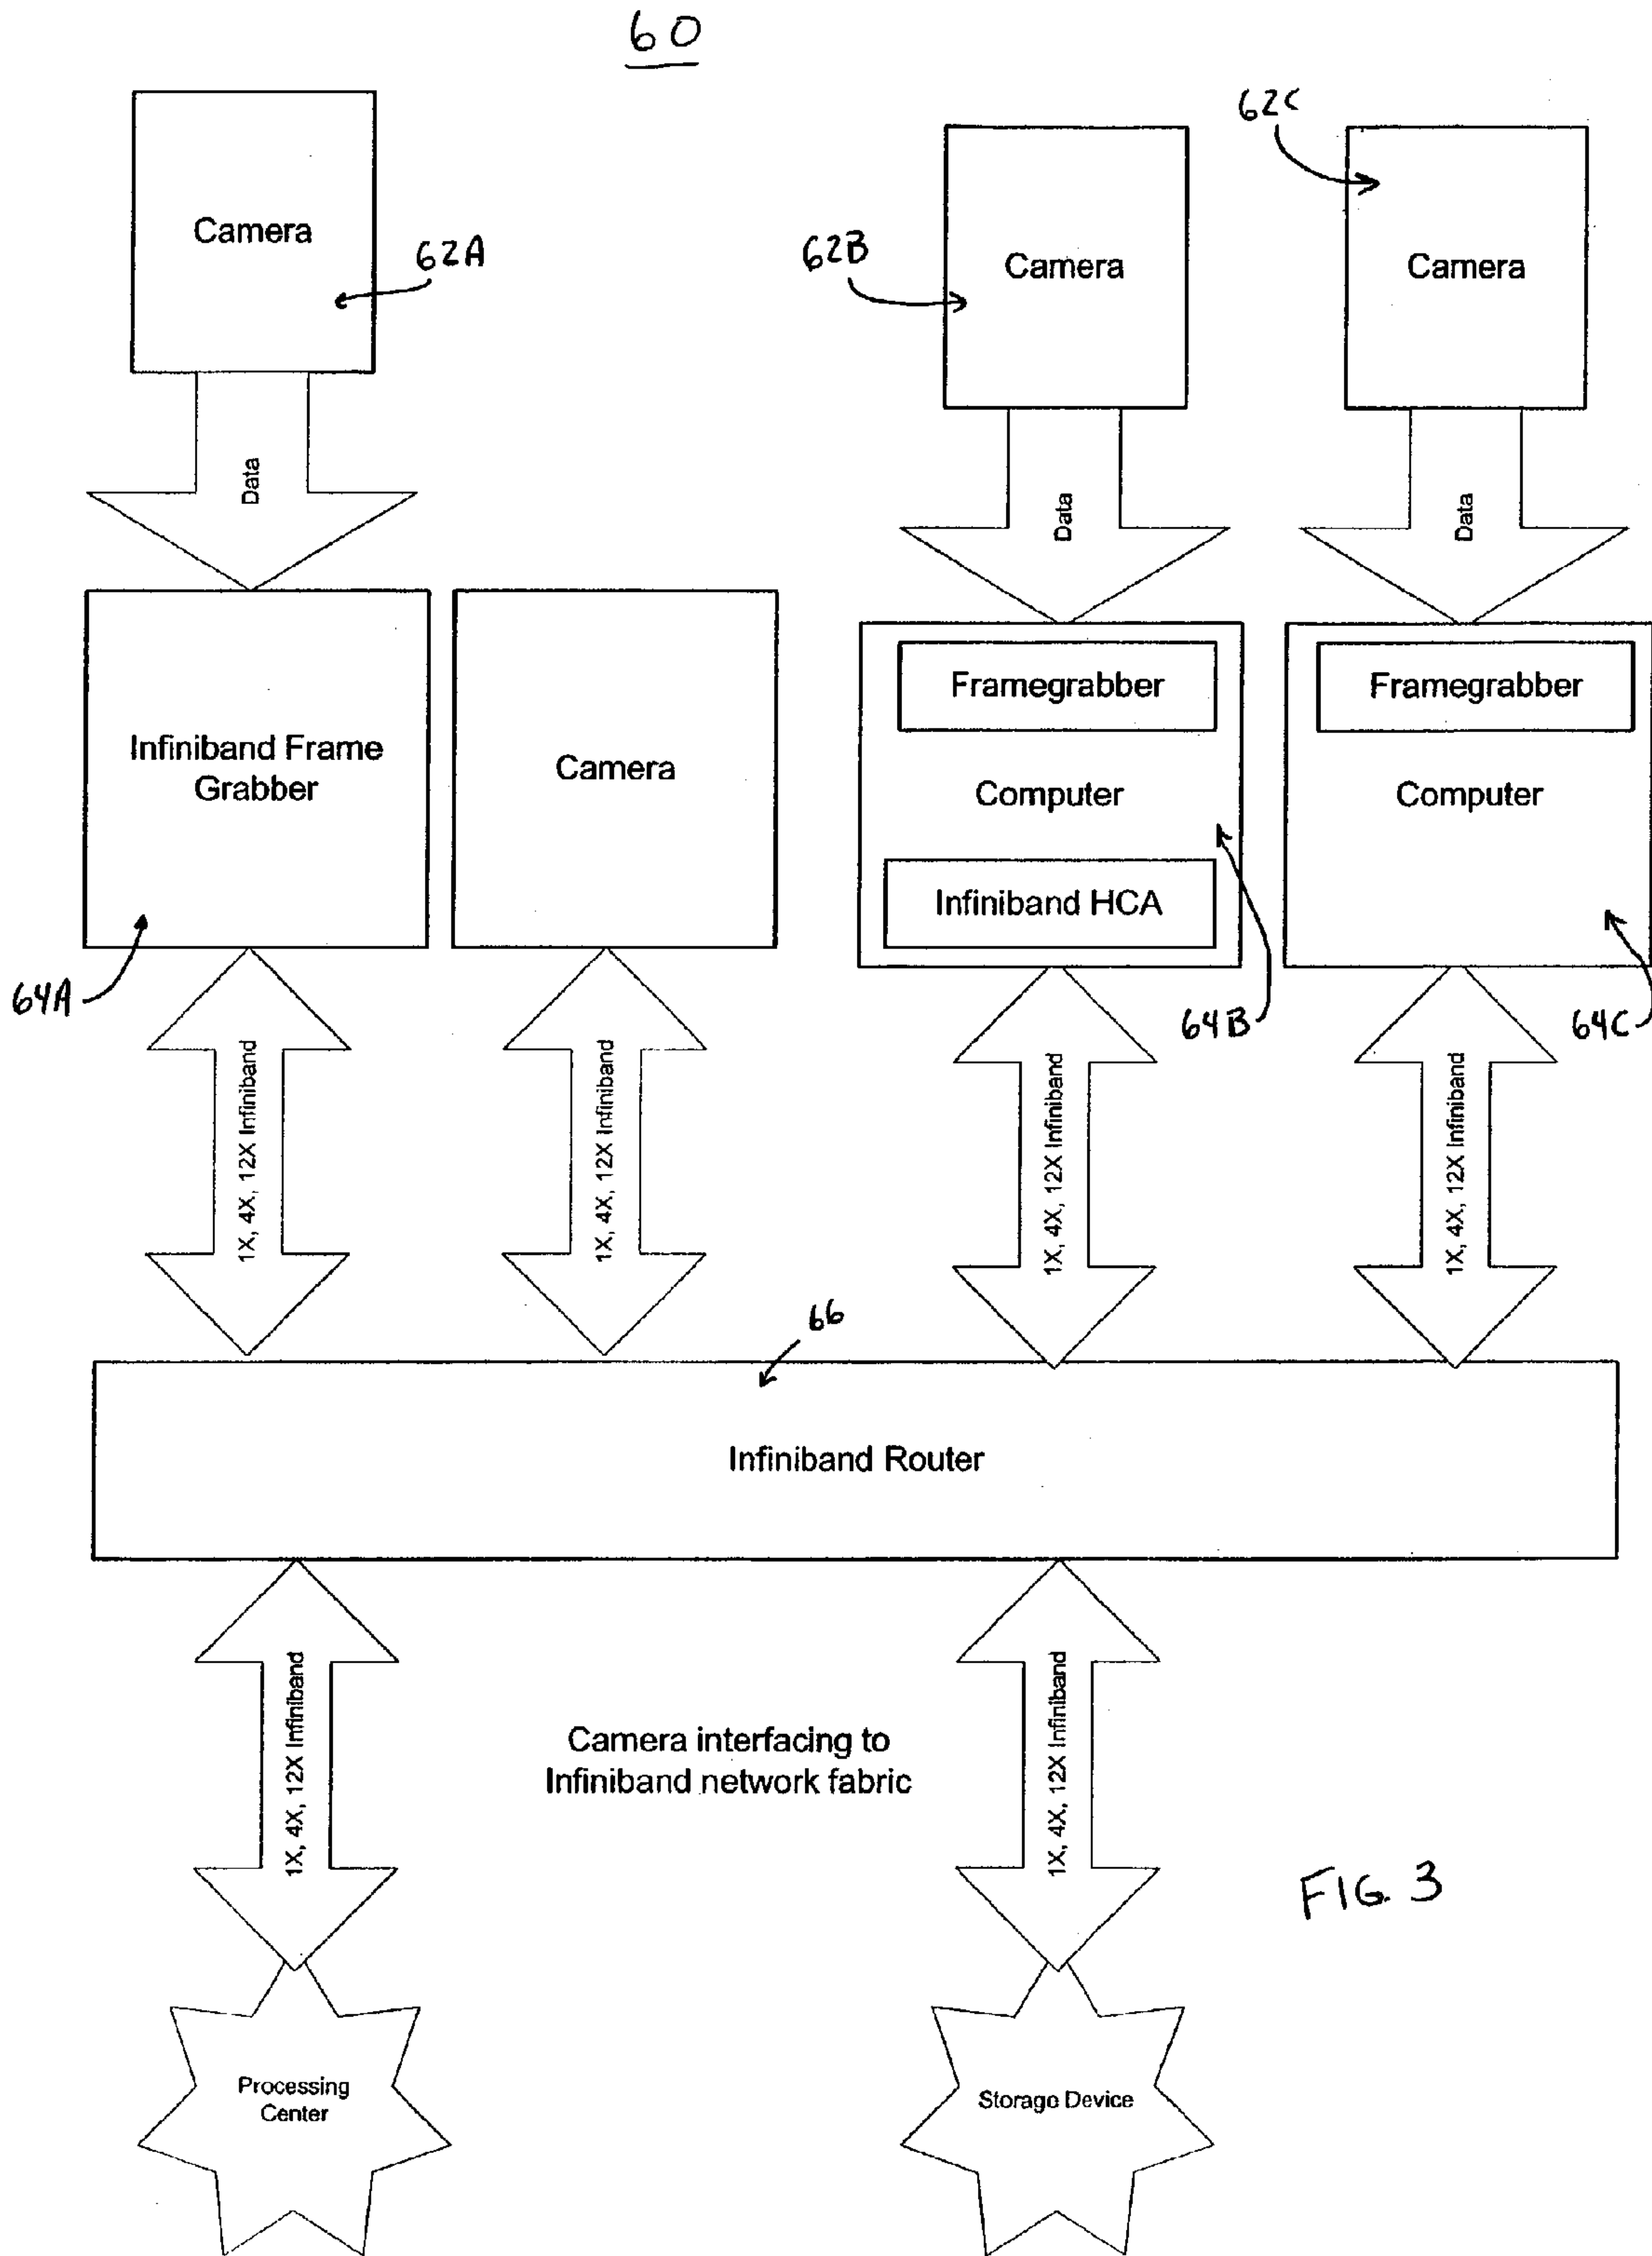 60
62C
Camera
62A
62B
Camera
Camera
Data
Data
Data
Infiniband Frame
Grabber
Camera
Framegrabber
Computer
Infiniband HCA
Framegrabber
Computer
64A
64B
64C
1X, 4X, 12X Infiniband
1X, 4X, 12X Infiniband
1X, 4X, 12X Infiniband
1X, 4X, 12X Infiniband
66
Infiniband Router
1X, 4X, 12X Infiniband
Camera interfacing to
Infiniband network fabric
1X, 4X, 12X Infiniband
FIG. 3
Processing
Center
Storage Device